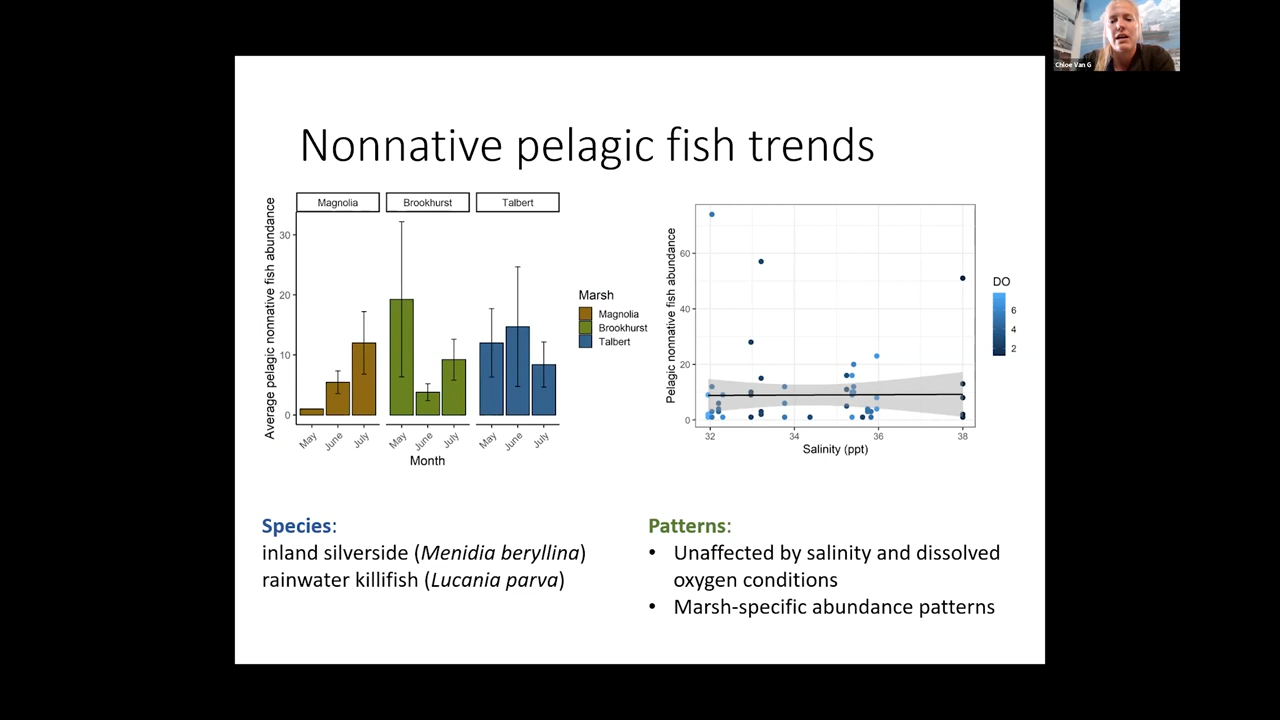 Chloe Van G
Nonnative pelagic fish trends
Average pelagic nonnative fish abundance
Magnolia
Brookhurst
Talbert
30
20
10
0
May
June
July
May
June
July
May
June
July
Month
Marsh
Magnolia
Brookhurst
Talbert
Pelagic nonnative fish abundance
60
40
20
0
32
34
36
38
Salinity (ppt)
DO
6
4
2
Species:
inland silverside (Menidia beryllina)
rainwater killifish (Lucania parva)
Patterns:
• Unaffected by salinity and dissolved
oxygen conditions
• Marsh-specific abundance patterns